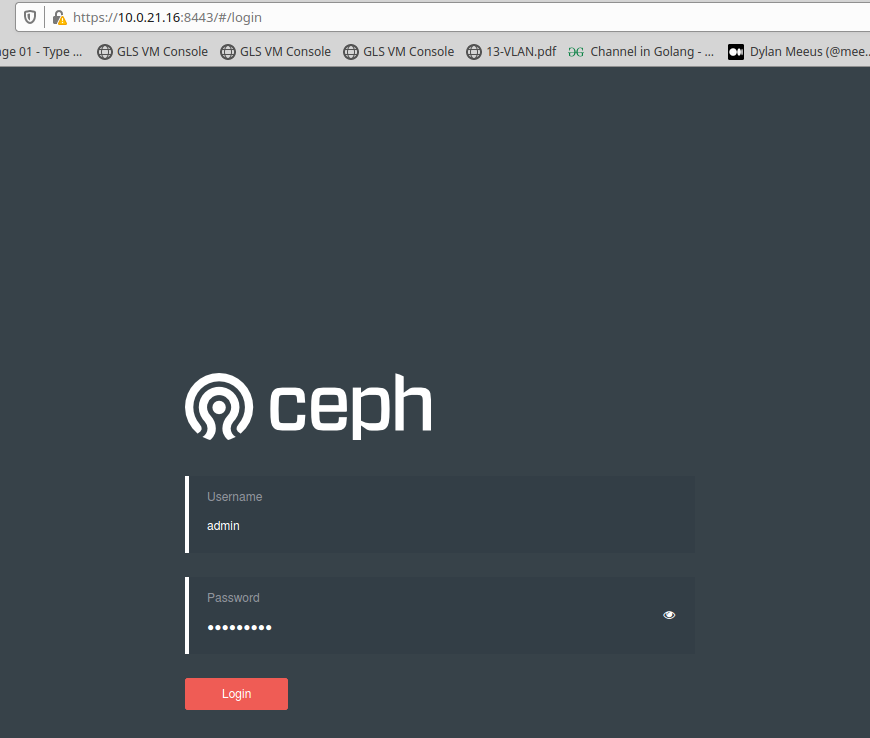 https://10.0.21.16:8443/#/login
ge 01 - Type ... GLS VM Console GLS VM Console GLS VM Console 13-VLAN.pdf Channel in Golang - ... Dylan Meeus (@mee...
ceph
Username
admin
Password
•••••••••
Login